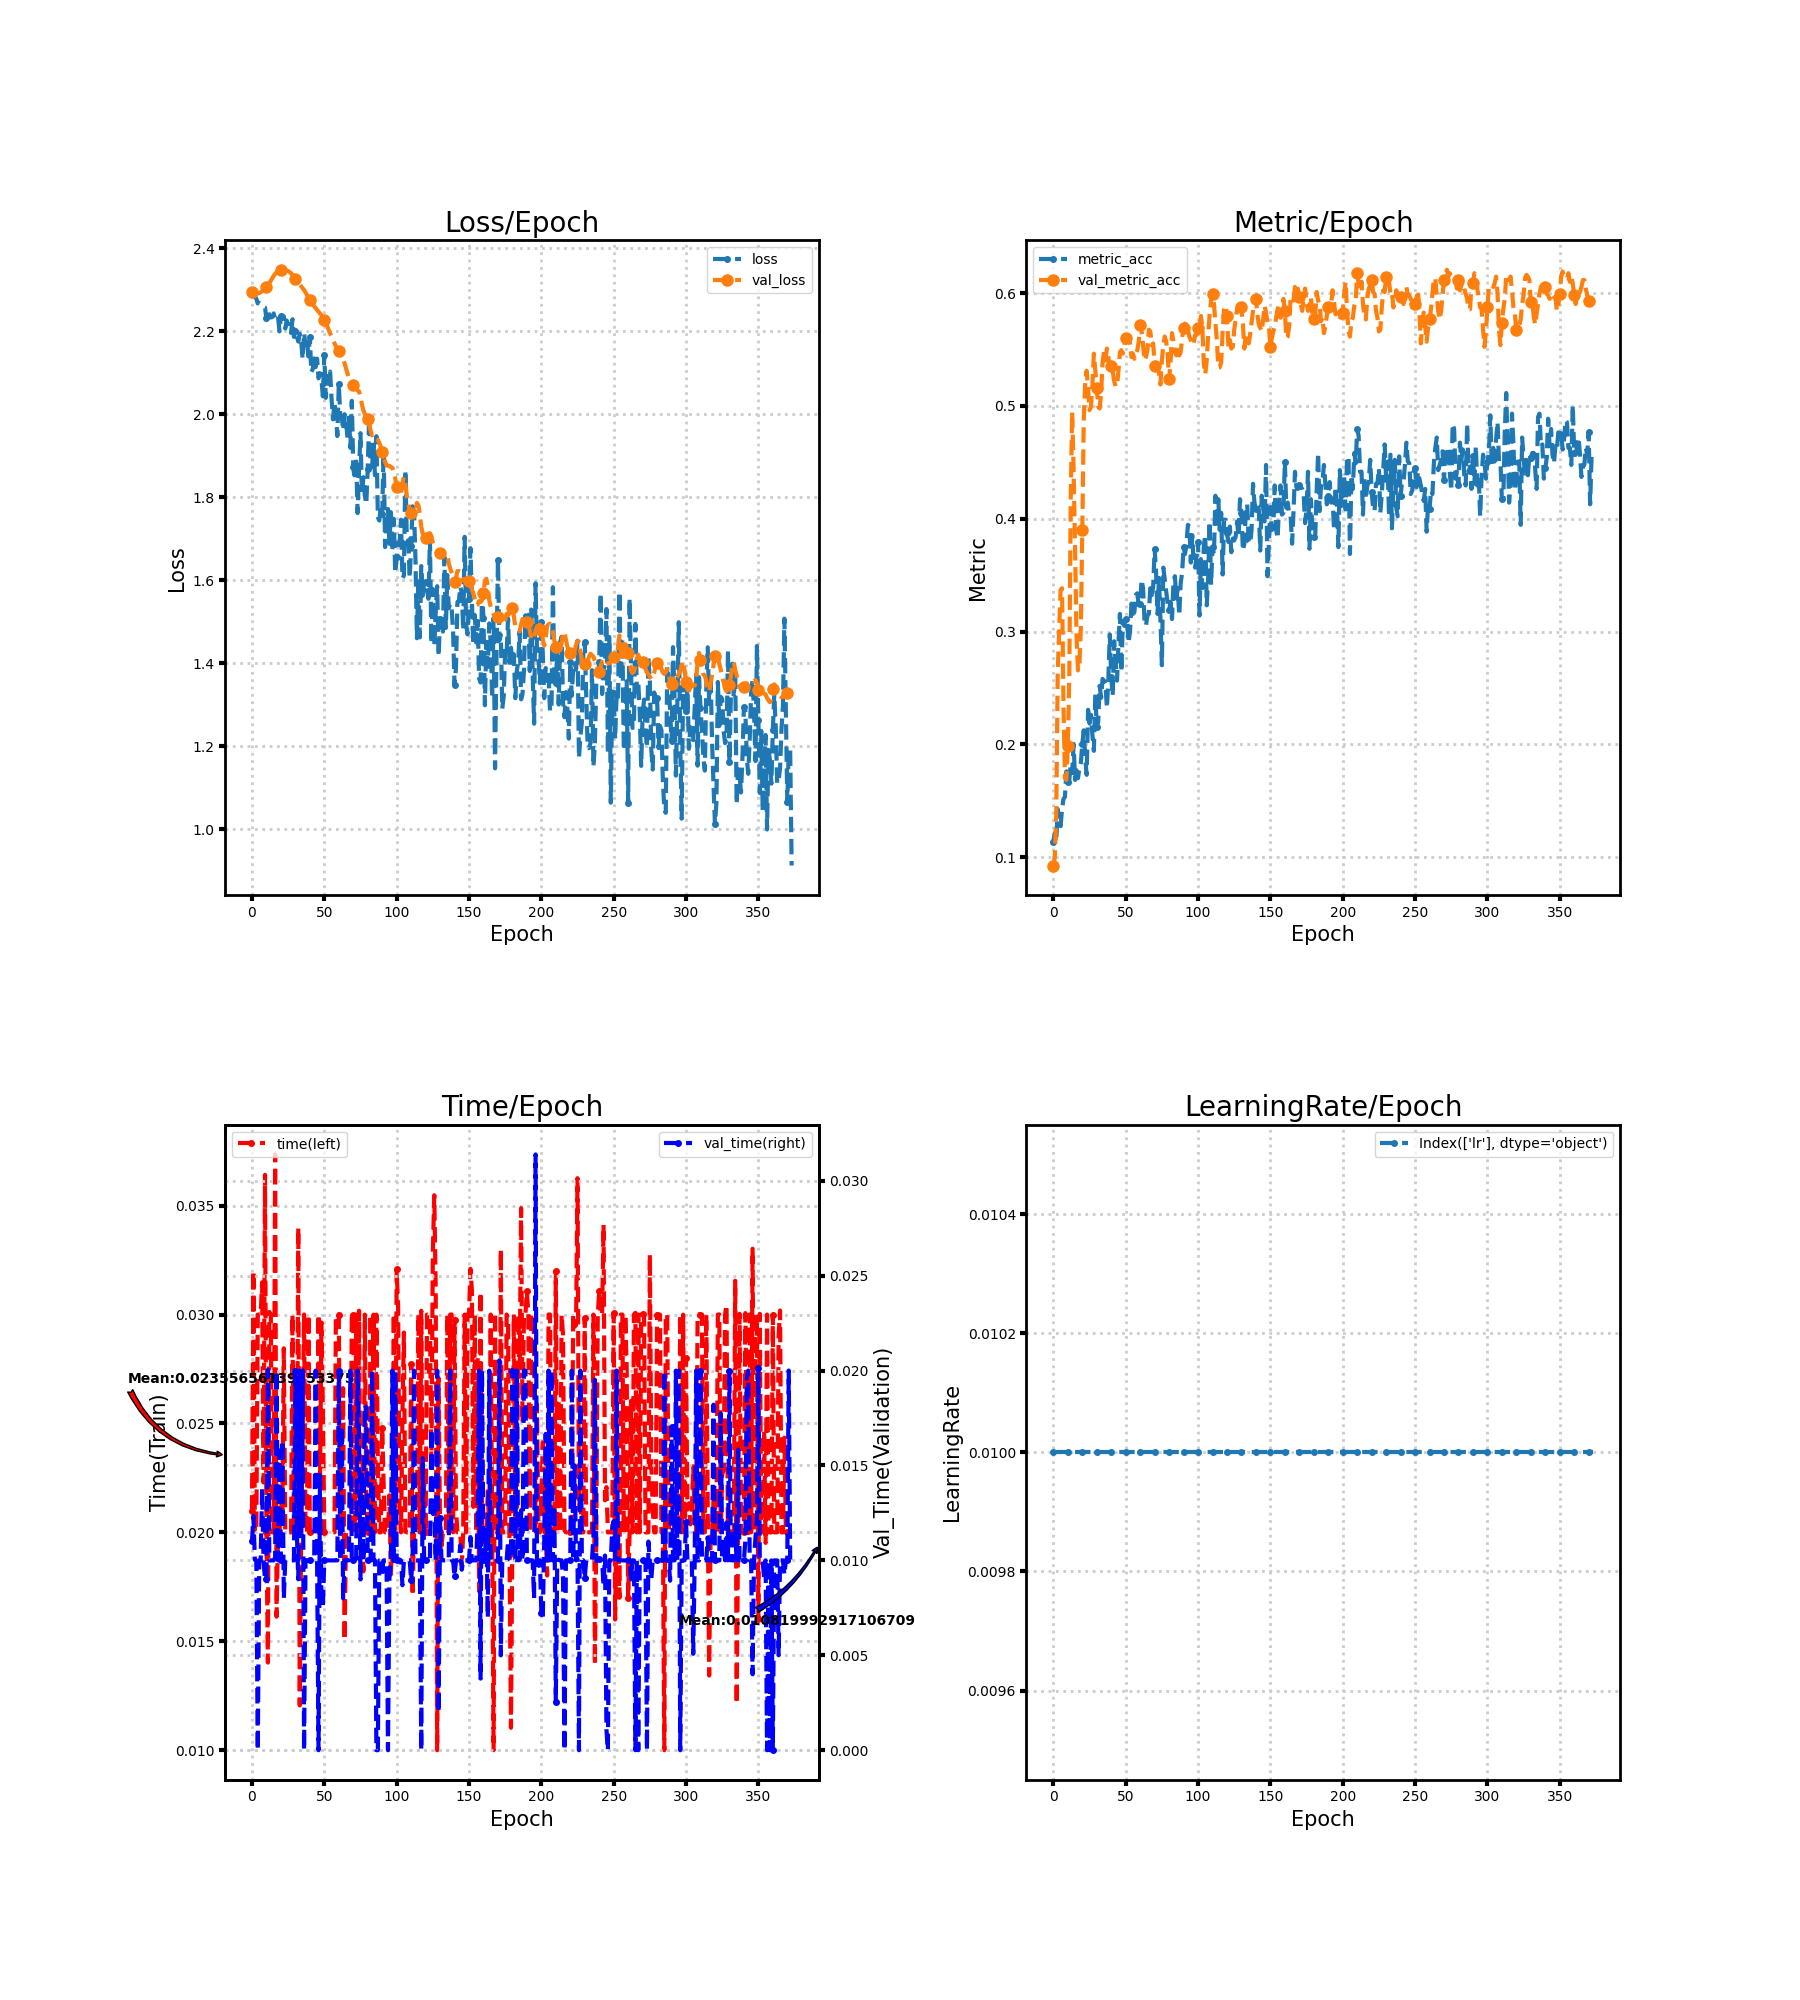 Loss/Epoch
2.4
2.2
2.0
1.8
1.6
1.4
1.2
1.0
Loss
loss
val_loss
0 50 100 150 200 250 300 350
Epoch
Metric/Epoch
0.6
0.5
0.4
0.3
0.2
0.1
Metric
metric_acc
val_metric_acc
0 50 100 150 200 250 300 350
Epoch
Time/Epoch
0.035
0.030
0.025
0.020
0.015
0.010
Time(Train)
time(left)
val_time(right)
0.030
0.025
0.020
0.015
0.010
0.005
0.000
Val_Time(Validation)
Mean:0.010819992917106709
0 50 100 150 200 250 300 350
Epoch
LearningRate/Epoch
0.0104
0.0102
0.0100
0.0098
0.0096
LearningRate
Index(['lr'], dtype='object')
0 50 100 150 200 250 300 350
Epoch